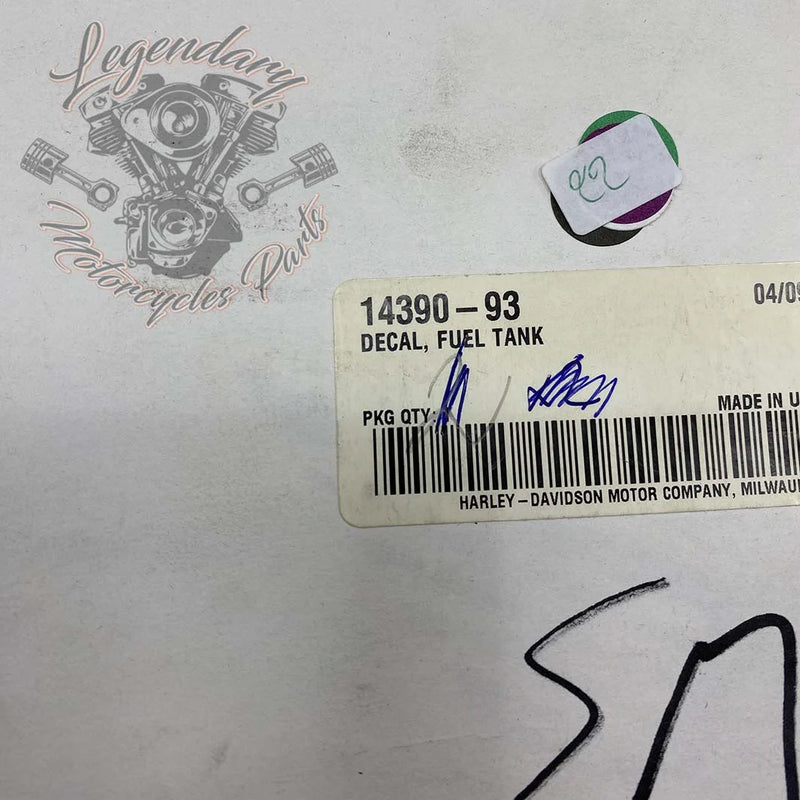 Legendary
Motorcycles Parts
22
14390-93
04/09
DECAL, FUEL TANK
PKG QTY:
MADE IN U
HARLEY-DAVIDSON MOTOR COMPANY, MILWAU